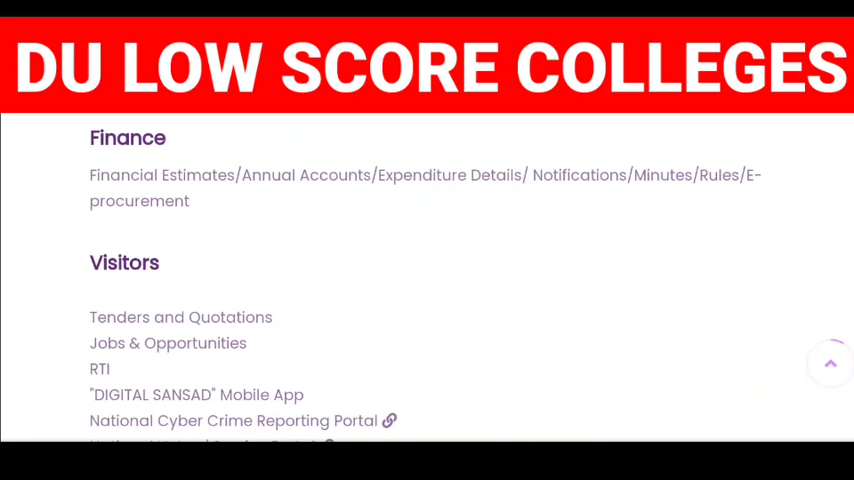 DU LOW SCORE COLLEGES
Finance
Financial Estimates/Annual Accounts/Expenditure Details/ Notifications/Minutes/Rules/E-
procurement
Visitors
Tenders and Quotations
Jobs & Opportunities
RTI
"DIGITAL SANSAD" Mobile App
National Cyber Crime Reporting Portal